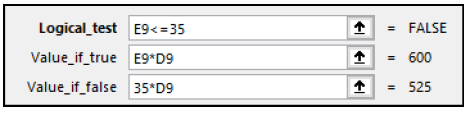 Logical_test E9<=35 = FALSE
Value_if_true E9*D9 = 600
Value_if_false 35*D9 = 525